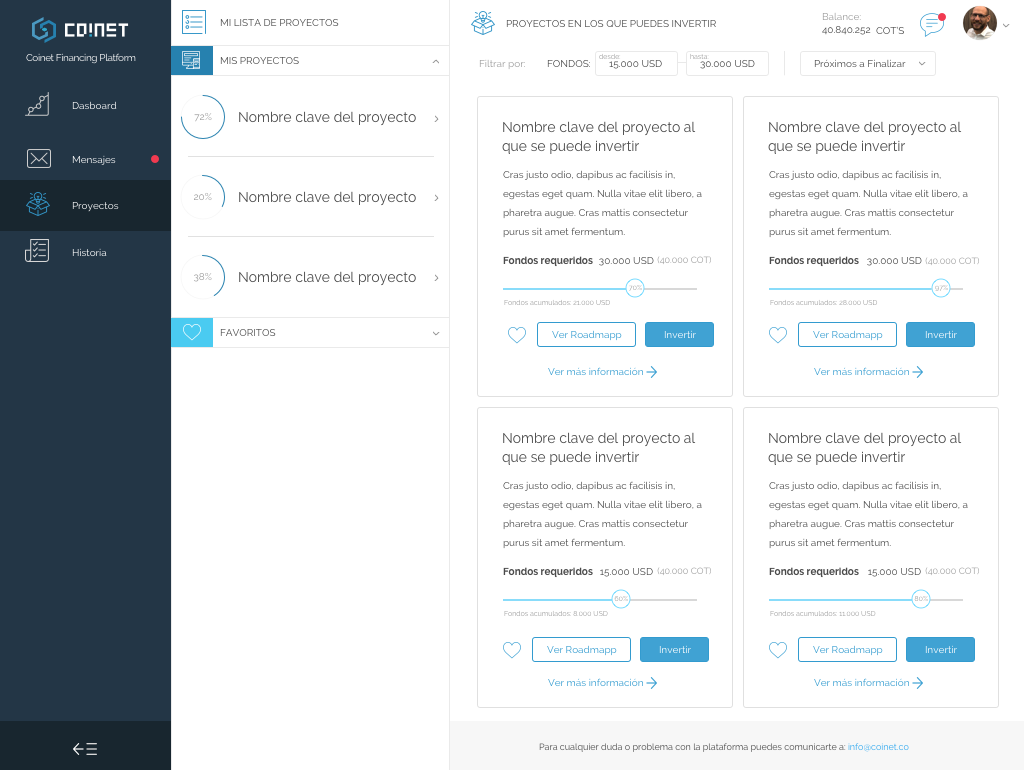 COINET
Coinet Financing Platform
Dasboard
Mensajes
Proyectos
Historia
MI LISTA DE PROYECTOS
MIS PROYECTOS
72% Nombre clave del proyecto
20% Nombre clave del proyecto
38% Nombre clave del proyecto
FAVORITOS
PROYECTOS EN LOS QUE PUEDES INVERTIR
Balance:
40.840.252 COT'S
Filtrar por: FONDOS: desde: 15.000 USD hasta: 30.000 USD Próximos a Finalizar
Nombre clave del proyecto al
que se puede invertir
Cras justo odio, dapibus ac facilisis in,
egestas eget quam. Nulla vitae elit libero, a
pharetra augue. Cras mattis consectetur
purus sit amet fermentum.
Fondos requeridos 30.000 USD (40.000 COT)
70%
Fondos acumulados: 21.000 USD
Ver Roadmapp Invertir
Ver más información
Nombre clave del proyecto al
que se puede invertir
Cras justo odio, dapibus ac facilisis in,
egestas eget quam. Nulla vitae elit libero, a
pharetra augue. Cras mattis consectetur
purus sit amet fermentum.
Fondos requeridos 30.000 USD (40.000 COT)
97%
Fondos acumulados: 28.000 USD
Ver Roadmapp Invertir
Ver más información
Nombre clave del proyecto al
que se puede invertir
Cras justo odio, dapibus ac facilisis in,
egestas eget quam. Nulla vitae elit libero, a
pharetra augue. Cras mattis consectetur
purus sit amet fermentum.
Fondos requeridos 15.000 USD (40.000 COT)
60%
Fondos acumulados: 8.000 USD
Ver Roadmapp Invertir
Ver más información
Nombre clave del proyecto al
que se puede invertir
Cras justo odio, dapibus ac facilisis in,
egestas eget quam. Nulla vitae elit libero, a
pharetra augue. Cras mattis consectetur
purus sit amet fermentum.
Fondos requeridos 15.000 USD (40.000 COT)
80%
Fondos acumulados: 11.000 USD
Ver Roadmapp Invertir
Ver más información
Para cualquier duda o problema con la plataforma puedes comunicarte a: info@coinet.co